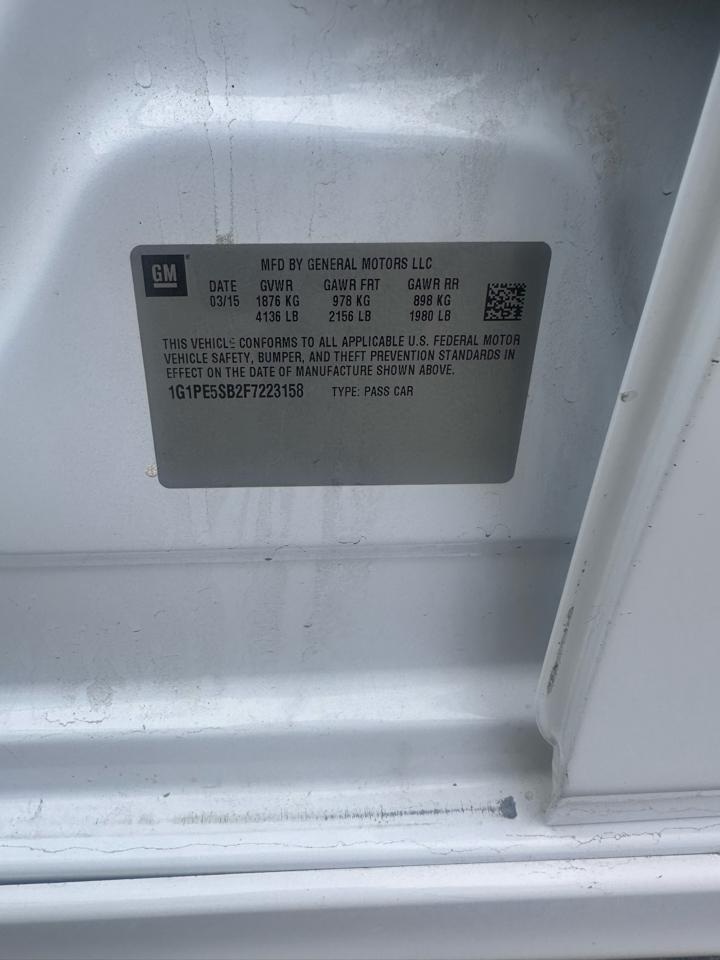 GM
MFD BY GENERAL MOTORS LLC
DATE GVWR GAWR FRT GAWR RR
03/15 1876 KG 978 KG 898 KG
4136 LB 2156 LB 1980 LB
THIS VEHICLE CONFORMS TO ALL APPLICABLE U.S. FEDERAL MOTOR
VEHICLE SAFETY, BUMPER, AND THEFT PREVENTION STANDARDS IN
EFFECT ON THE DATE OF MANUFACTURE SHOWN ABOVE.
1G1PE5SB2F7223158 TYPE: PASS CAR